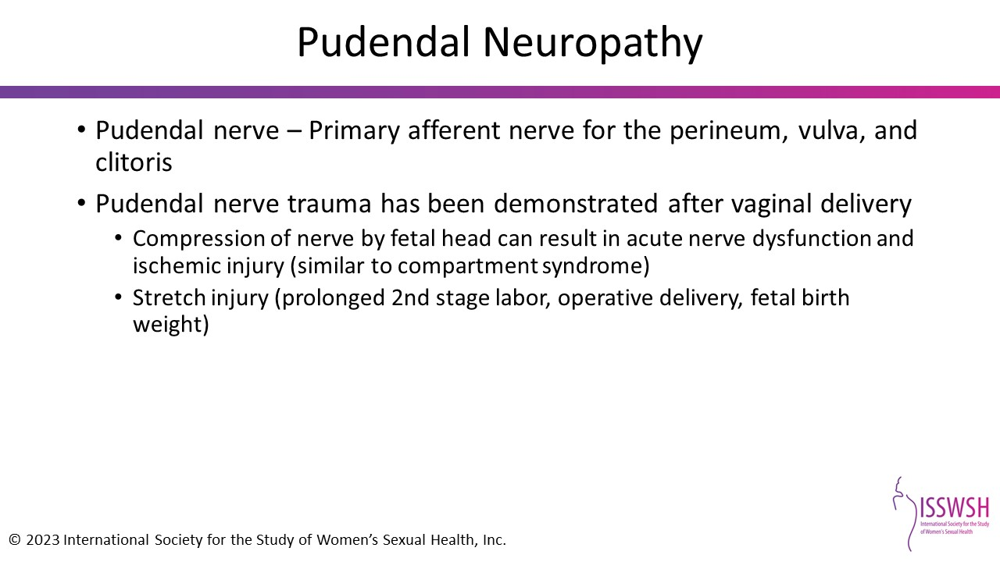 Pudendal Neuropathy
• Pudendal nerve – Primary afferent nerve for the perineum, vulva, and
clitoris
• Pudendal nerve trauma has been demonstrated after vaginal delivery
• Compression of nerve by fetal head can result in acute nerve dysfunction and
ischemic injury (similar to compartment syndrome)
• Stretch injury (prolonged 2nd stage labor, operative delivery, fetal birth
weight)
ISSWSH
International Society for the Study
of Women's Sexual Health
© 2023 International Society for the Study of Women’s Sexual Health, Inc.